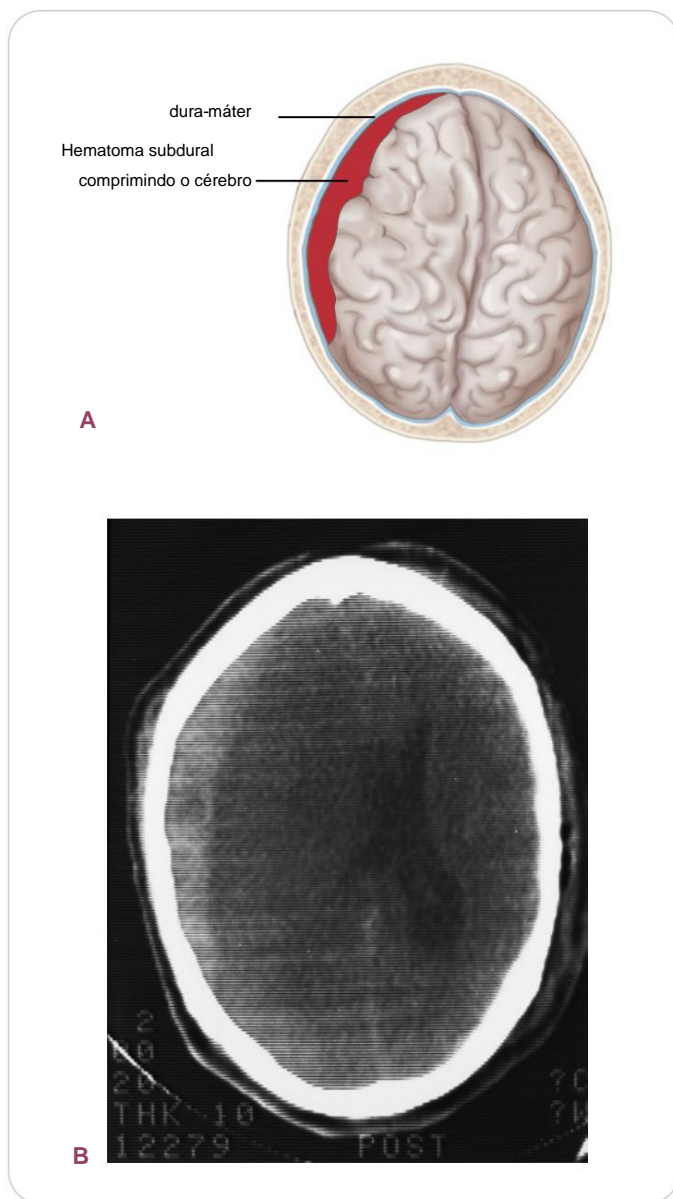 dura-máter
Hematoma subdural
comprimindo o cérebro
A
2
20
THK 10
12279 POST
B